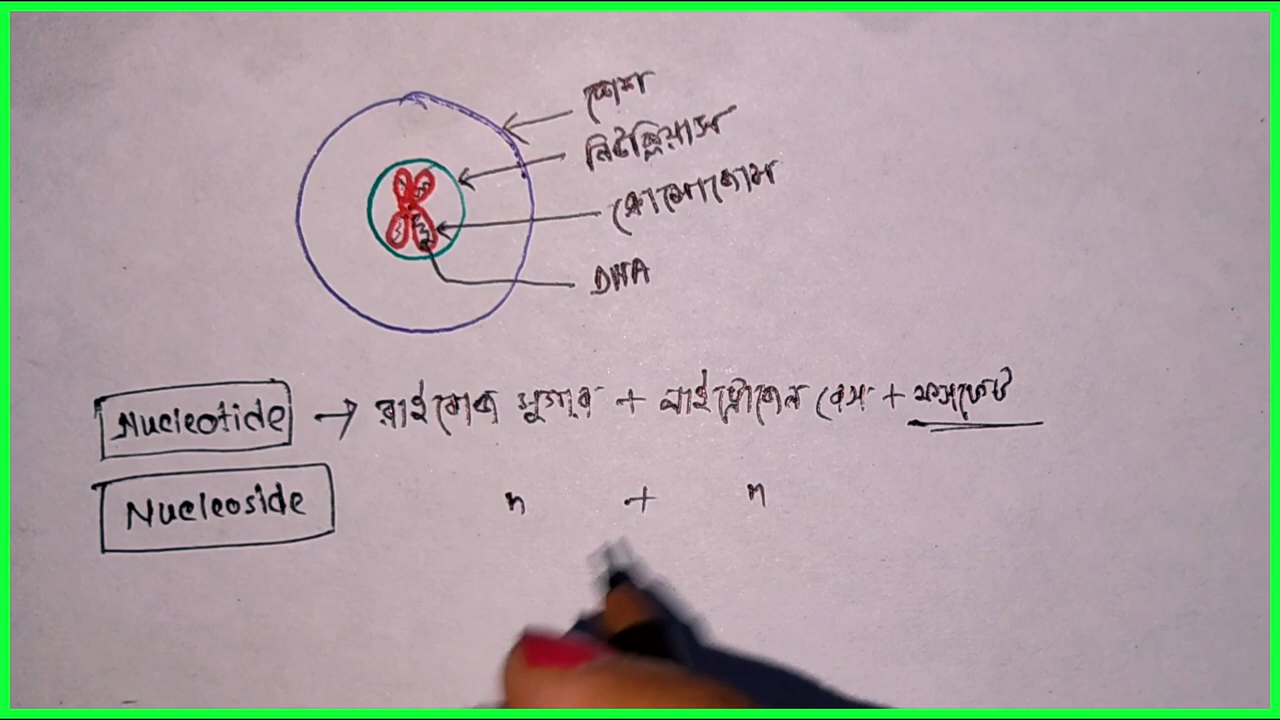 কোশ
নিউক্লিয়াস
ক্রোমোজোম
DNA
Nucleotide → রাইবোজ সুগার + নাইট্রোজেন বেস + ফসফেট
Nucleoside " + "